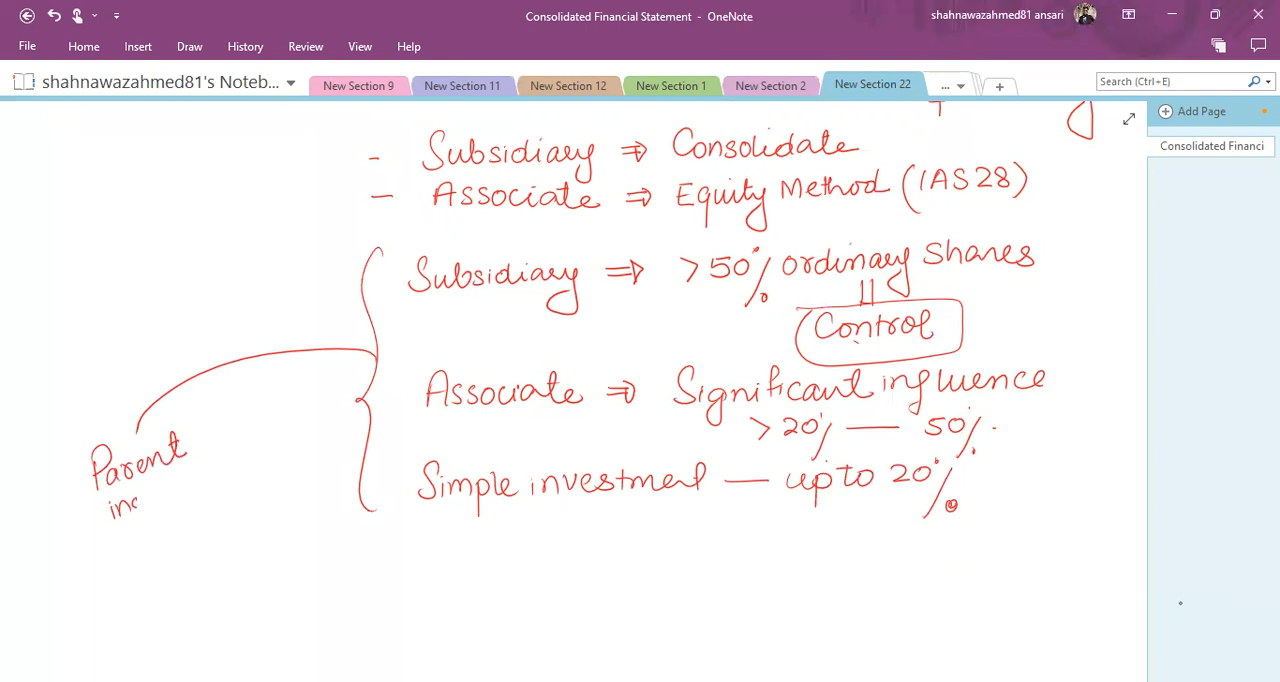 Consolidated Financial Statement - OneNote
shahnawazahmed81 ansari
File Home Insert Draw History Review View Help
shahnawazahmed81's Noteb... New Section 9 New Section 11 New Section 12 New Section 1 New Section 2 New Section 22 ... + Search (Ctrl+E)
+ Add Page
Consolidated Financi
- Subsidiary ⇒ Consolidate
- Associate ⇒ Equity Method (IAS28)
Subsidiary ⇒ > 50% ordinary shares
Control
Associate ⇒ Significant influence
> 20% — 50%
Simple investment — up to 20%
Parent
inc